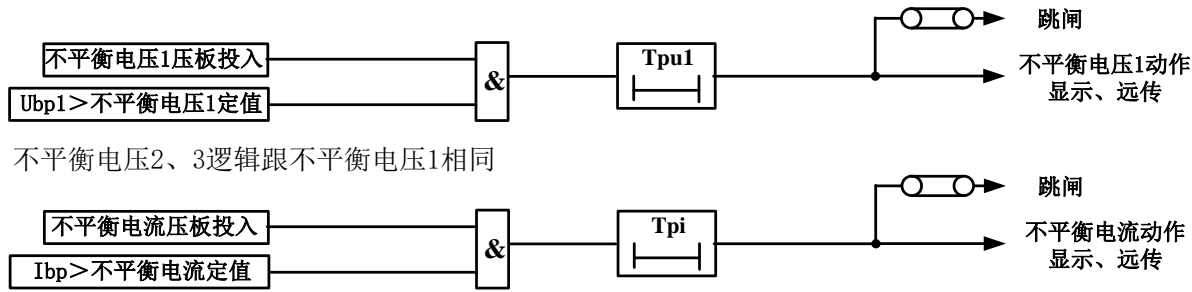 跳闸
不平衡电压1压板投入
Tpu1
不平衡电压1动作
&
显示、远传
Ubp1＞不平衡电压1定值
不平衡电压2、3逻辑跟不平衡电压1相同
跳闸
不平衡电流压板投入
Tpi
不平衡电流动作
&
显示、远传
Ibp＞不平衡电流定值